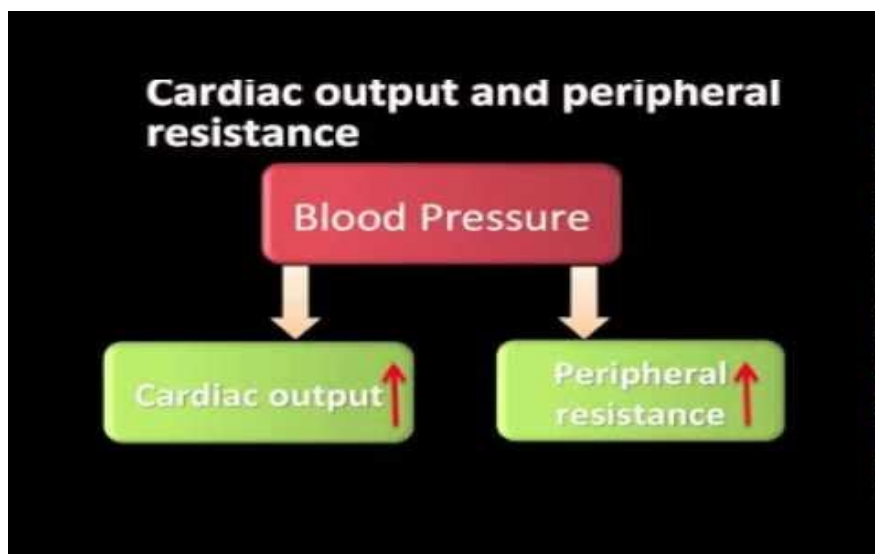 Cardiac output and peripheral
resistance
Blood Pressure
Cardiac output
Peripheral
resistance